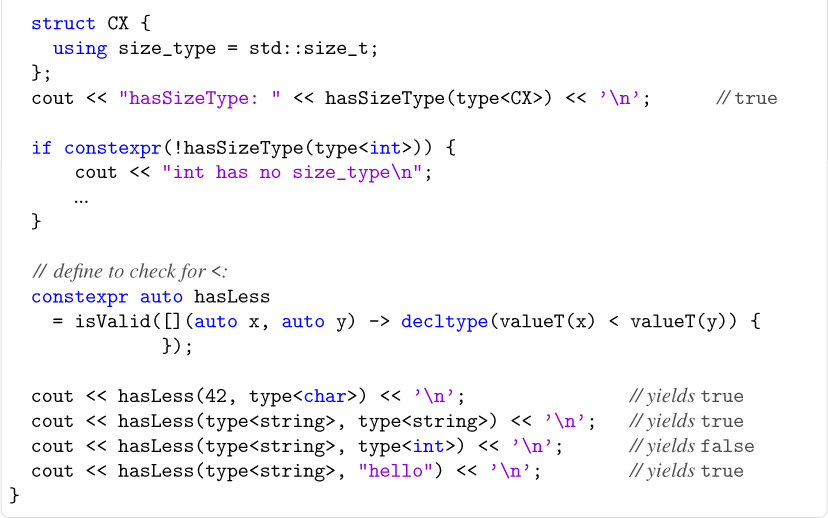 struct CX {
  using size_type = std::size_t;
};
cout << "hasSizeType: " << hasSizeType(type<CX>) << '\n';      // true

if constexpr(!hasSizeType(type<int>)) {
    cout << "int has no size_type\n";
    ...
}

// define to check for <:
constexpr auto hasLess
  = isValid([](auto x, auto y) -> decltype(valueT(x) < valueT(y)) {
            });

cout << hasLess(42, type<char>) << '\n';               // yields true
cout << hasLess(type<string>, type<string>) << '\n';   // yields true
cout << hasLess(type<string>, type<int>) << '\n';      // yields false
cout << hasLess(type<string>, "hello") << '\n';        // yields true
}